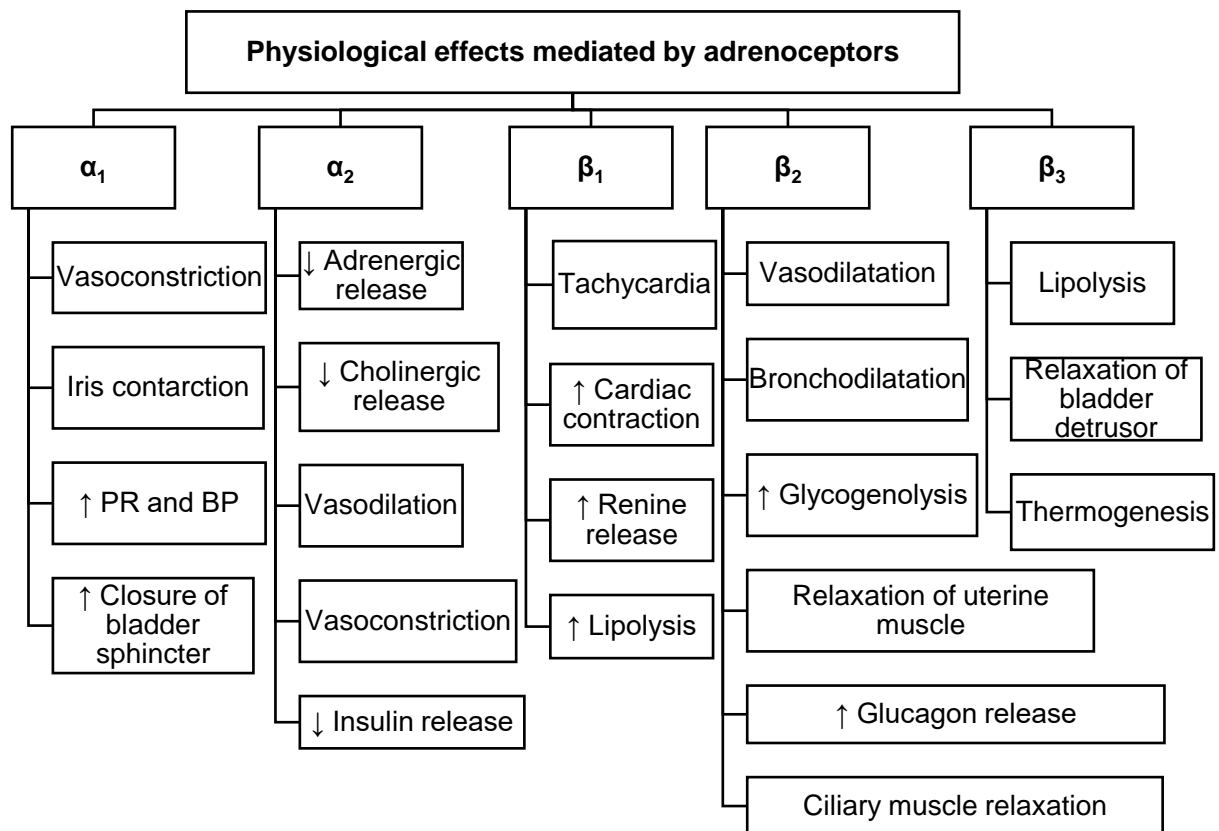 Physiological effects mediated by adrenoceptors
α₁
Vasoconstriction
Iris contarction
↑ PR and BP
↑ Closure of
bladder
sphincter
α₂
↓ Adrenergic
release
↓ Cholinergic
release
Vasodilation
Vasoconstriction
↓ Insulin release
β₁
Tachycardia
↑ Cardiac
contraction
↑ Renine
release
↑ Lipolysis
β₂
Vasodilatation
Bronchodilatation
↑ Glycogenolysis
Relaxation of uterine
muscle
↑ Glucagon release
Ciliary muscle relaxation
β₃
Lipolysis
Relaxation of
bladder
detrusor
Thermogenesis